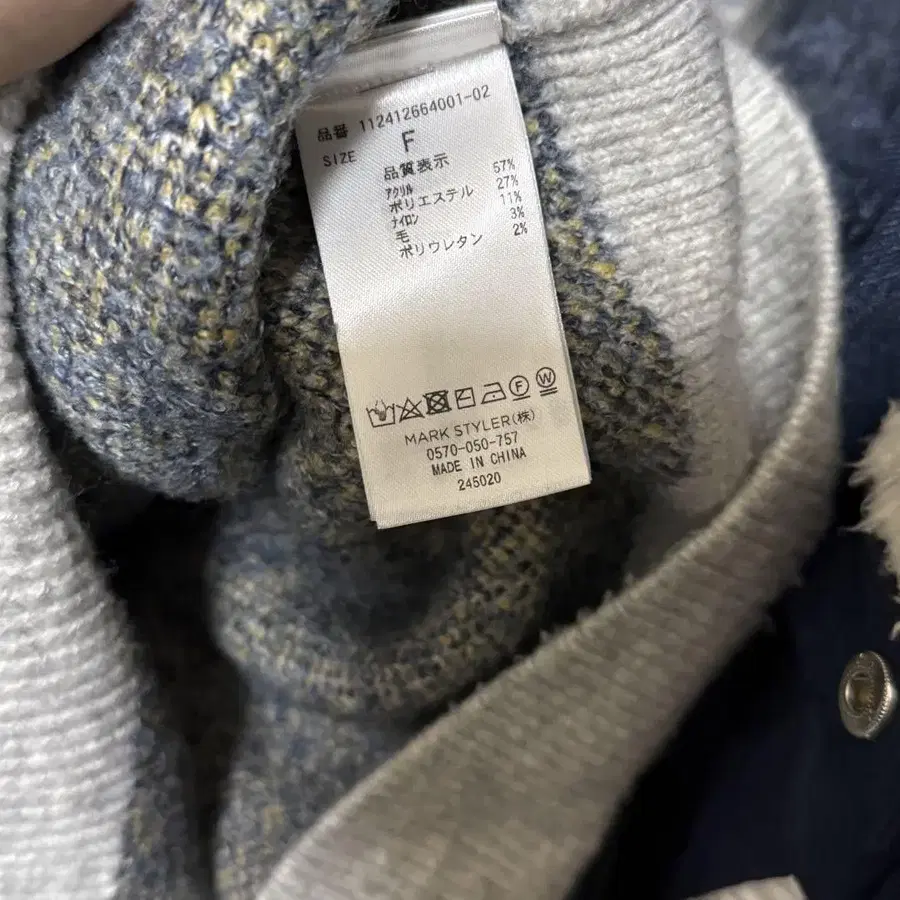 品番 112412664001-02
SIZE F
品質表示
アクリル 57%
ポリエステル 27%
ナイロン 11%
毛 3%
ポリウレタン 2%
F W
MARK STYLER(株)
0570-050-757
MADE IN CHINA
245020